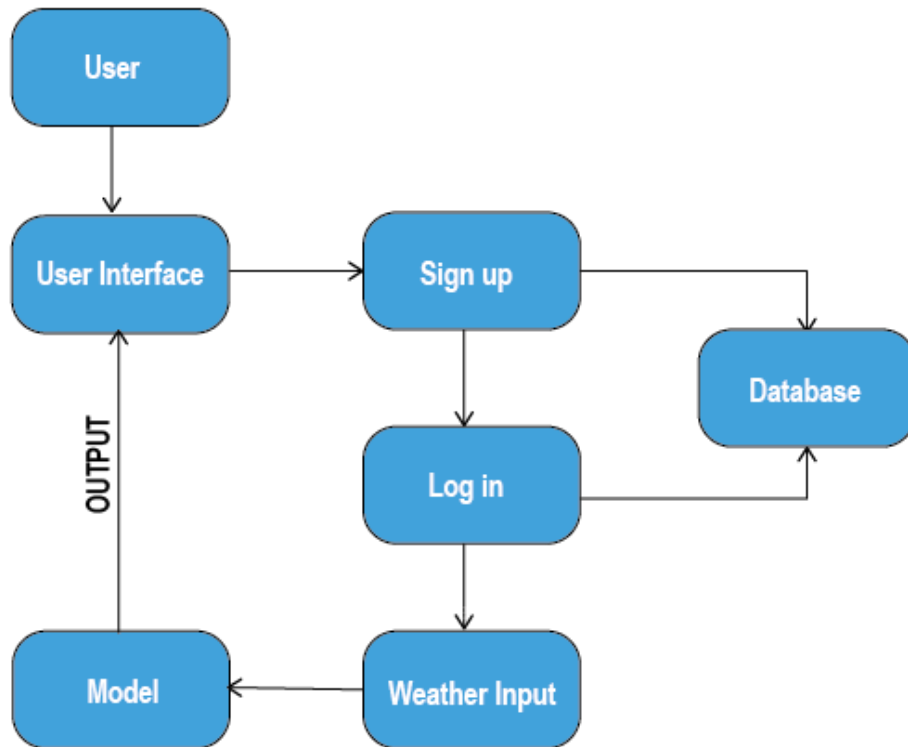 User
User Interface
Sign up
Database
Log in
OUTPUT
Model
Weather Input